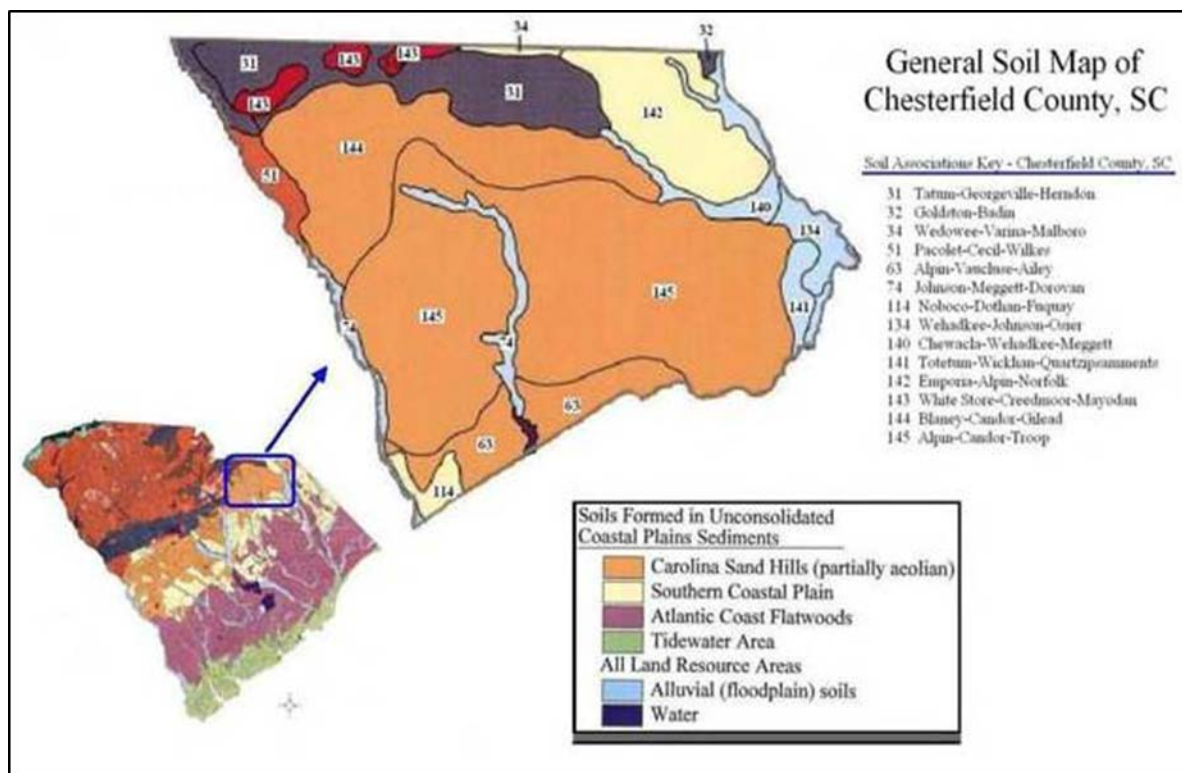 34
32
31
143
143
143
31
142
144
51
140
134
145
145
141
74
74
63
63
114
General Soil Map of
Chesterfield County, SC
Soil Associations Key - Chesterfield County, SC
31 Tatum-Georgeville-Herndon
32 Goldston-Badin
34 Wedowee-Varina-Malboro
51 Pacolet-Cecil-Wilkes
63 Alpin-Vaucluse-Ailey
74 Johnson-Meggett-Dorovan
114 Noboco-Dothan-Fuquay
134 Wehadkee-Johnson-Osier
140 Chewacla-Wehadkee-Meggett
141 Totetum-Wickhan-Quartzipsamments
142 Emporia-Alpin-Norfolk
143 White Store-Creedmoor-Mayodan
144 Blaney-Candor-Gilead
145 Alpin-Candor-Troop
Soils Formed in Unconsolidated
Coastal Plains Sediments
Carolina Sand Hills (partially aeolian)
Southern Coastal Plain
Atlantic Coast Flatwoods
Tidewater Area
All Land Resource Areas
Alluvial (floodplain) soils
Water